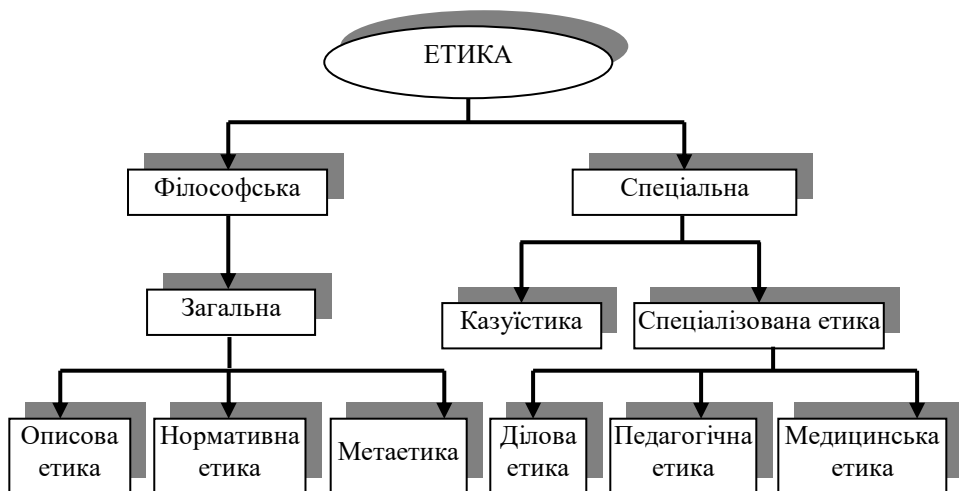 ЕТИКА
Філософська
Спеціальна
Загальна
Казуїстика
Спеціалізована етика
Описова
етика
Нормативна
етика
Метаетика
Ділова
етика
Педагогічна
етика
Медицинська
етика